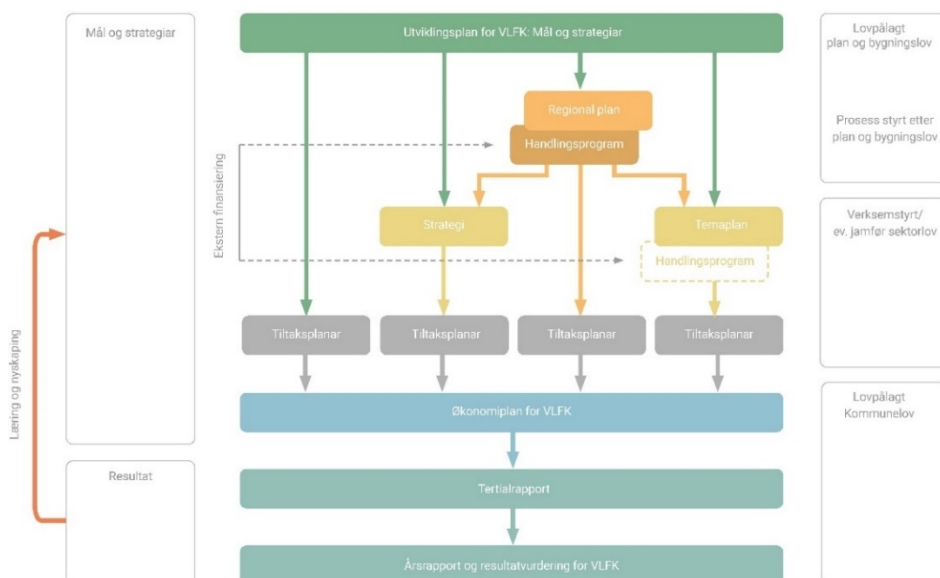 Mål og strategiar
Utviklingsplan for VLFK: Mål og strategiar
Lovpålagt
plan og bygningslov
Regional plan
Handlingsprogram
Prosess styrt etter
plan og bygningslov
Ekstern finansiering
Strategi
Temaplan
Handlingsprogram
Verksemstyrt/
ev. jamfør sektorlov
Tiltaksplanar
Tiltaksplanar
Tiltaksplanar
Tiltaksplanar
Læring og nyskaping
Økonomiplan for VLFK
Lovpålagt
Kommunelov
Resultat
Tertialrapport
Årsrapport og resultatvurdering for VLFK